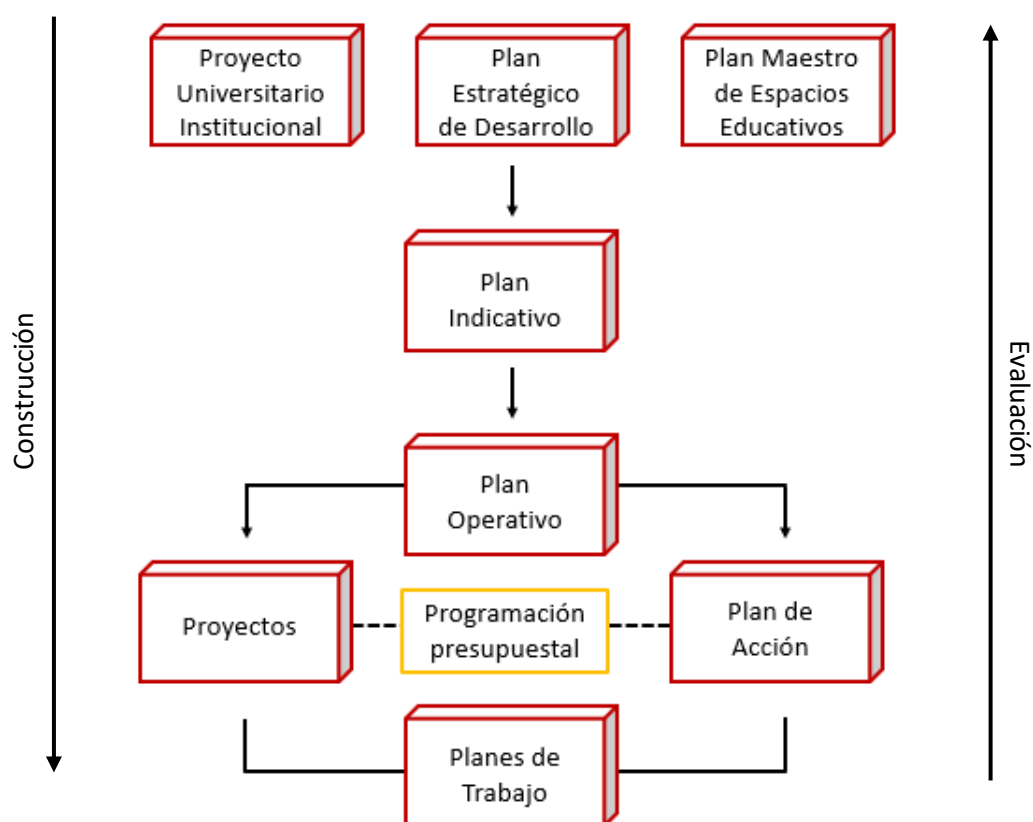 Proyecto
Universitario
Institucional
Plan
Estratégico
de Desarrollo
Plan Maestro
de Espacios
Educativos
Plan
Indicativo
Construcción
Evaluación
Plan
Operativo
Proyectos
Programación
presupuestal
Plan de
Acción
Planes de
Trabajo